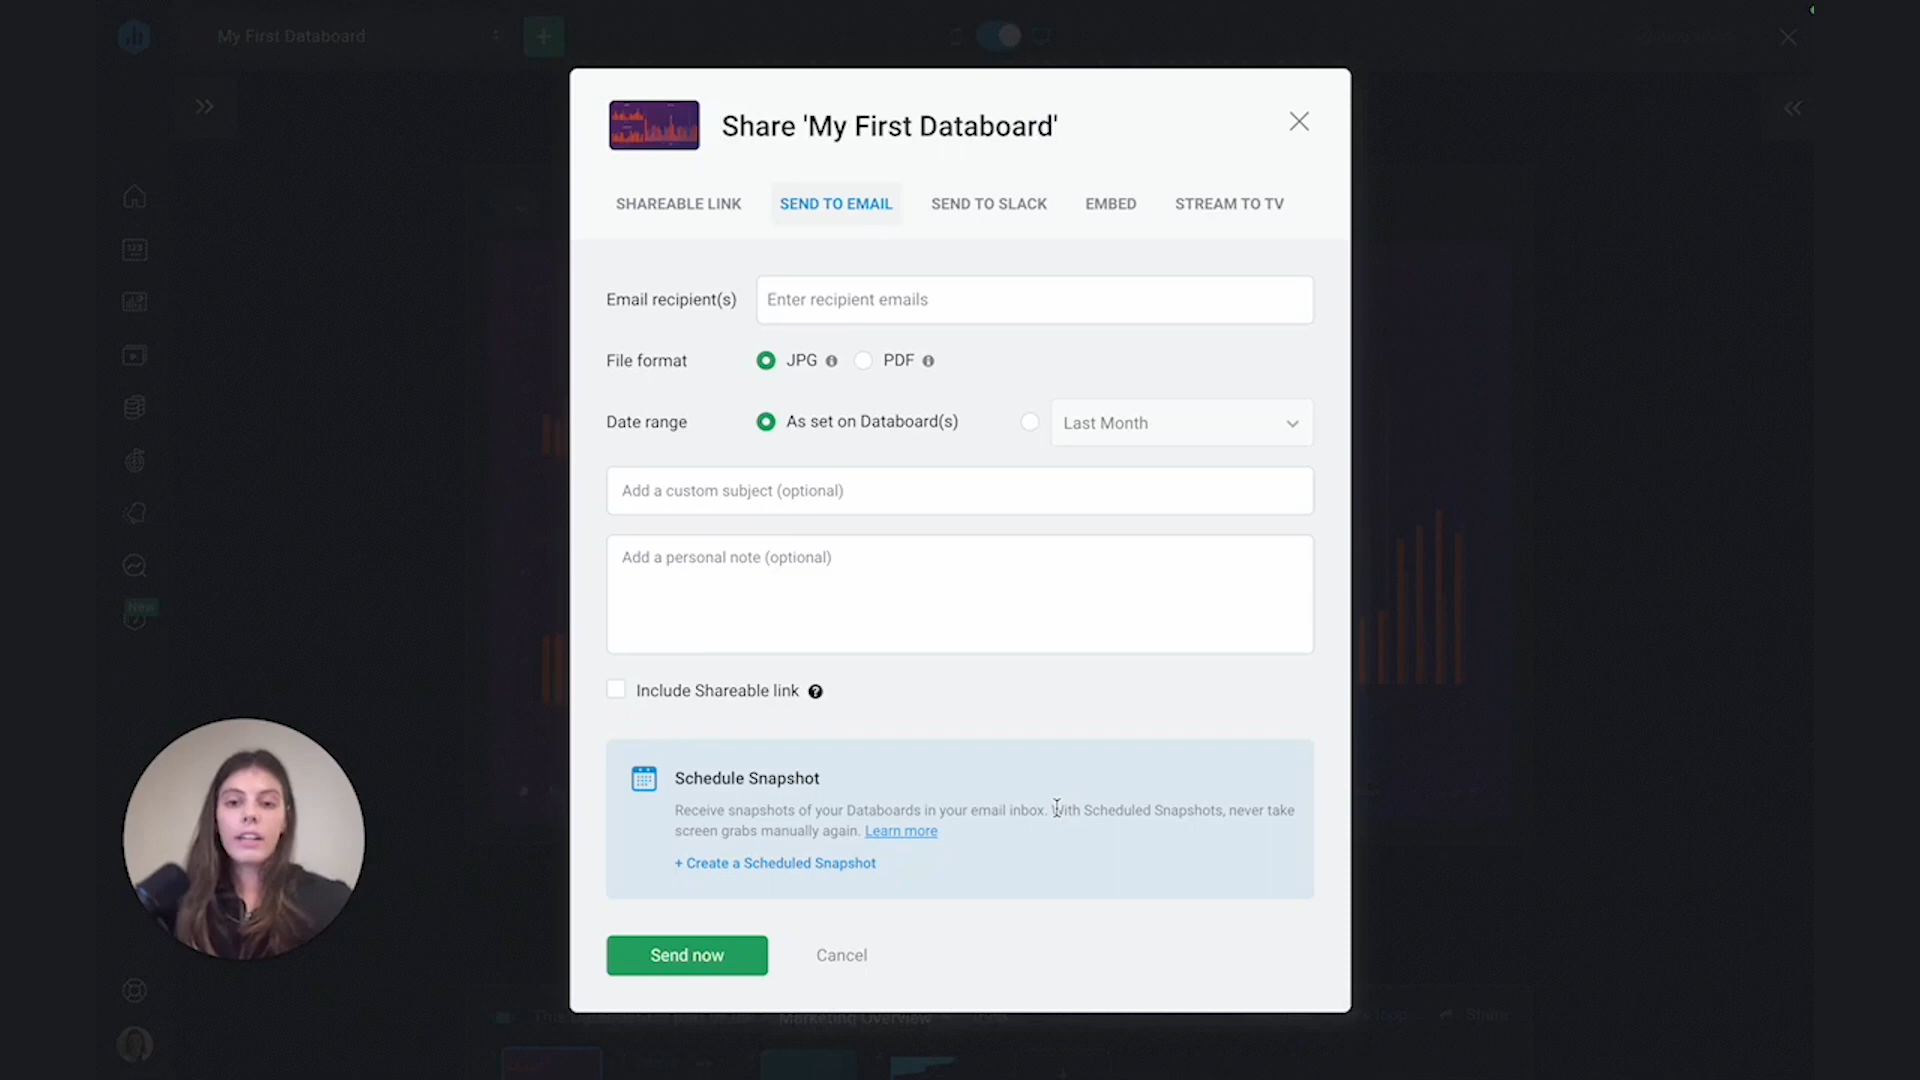 My First Databoard
Share 'My First Databoard'
SHAREABLE LINK
SEND TO EMAIL
SEND TO SLACK
EMBED
STREAM TO TV
Email recipient(s)
Enter recipient emails
File format
JPG
PDF
Date range
As set on Databoard(s)
Last Month
Add a custom subject (optional)
Add a personal note (optional)
Include Shareable link
New
Schedule Snapshot
Receive snapshots of your Databoards in your email inbox. With Scheduled Snapshots, never take
screen grabs manually again. Learn more
+ Create a Scheduled Snapshot
Send now
Cancel
Marketing Overview
loop
Share